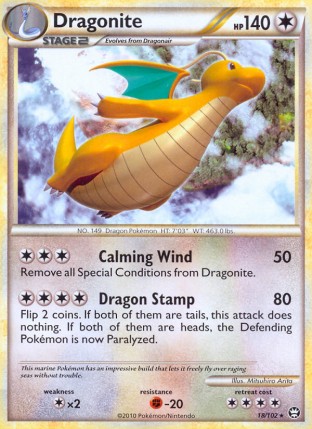 Dragonite HP 140
STAGE 2 Evolves from Dragonair
NO. 149 Dragon Pokémon. HT: 7'03" WT: 463.0 lbs.
Calming Wind 50
Remove all Special Conditions from Dragonite.
Dragon Stamp 80
Flip 2 coins. If both of them are tails, this attack does
nothing. If both of them are heads, the Defending
Pokémon is now Paralyzed.
This marine Pokémon has an impressive build that lets it freely fly over raging
seas without trouble.
Illus. Mitsuhiro Arita
weakness resistance retreat cost
×2 -20
©2010 Pokémon/Nintendo 18/102 ★